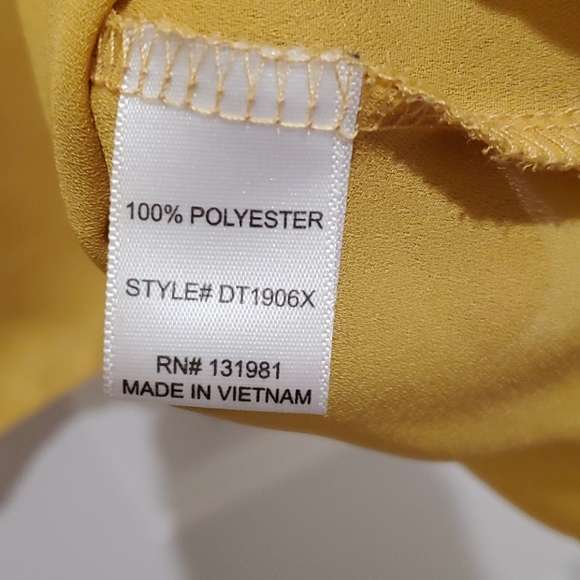 100% POLYESTER
STYLE# DT1906X
RN# 131981
MADE IN VIETNAM